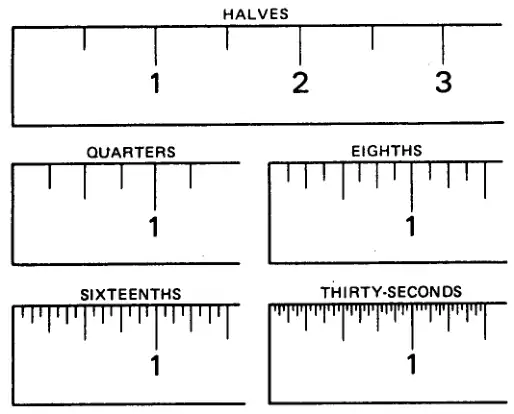 HALVES
1 2 3
QUARTERS
1
EIGHTHS
1
SIXTEENTHS
1
THIRTY-SECONDS
1